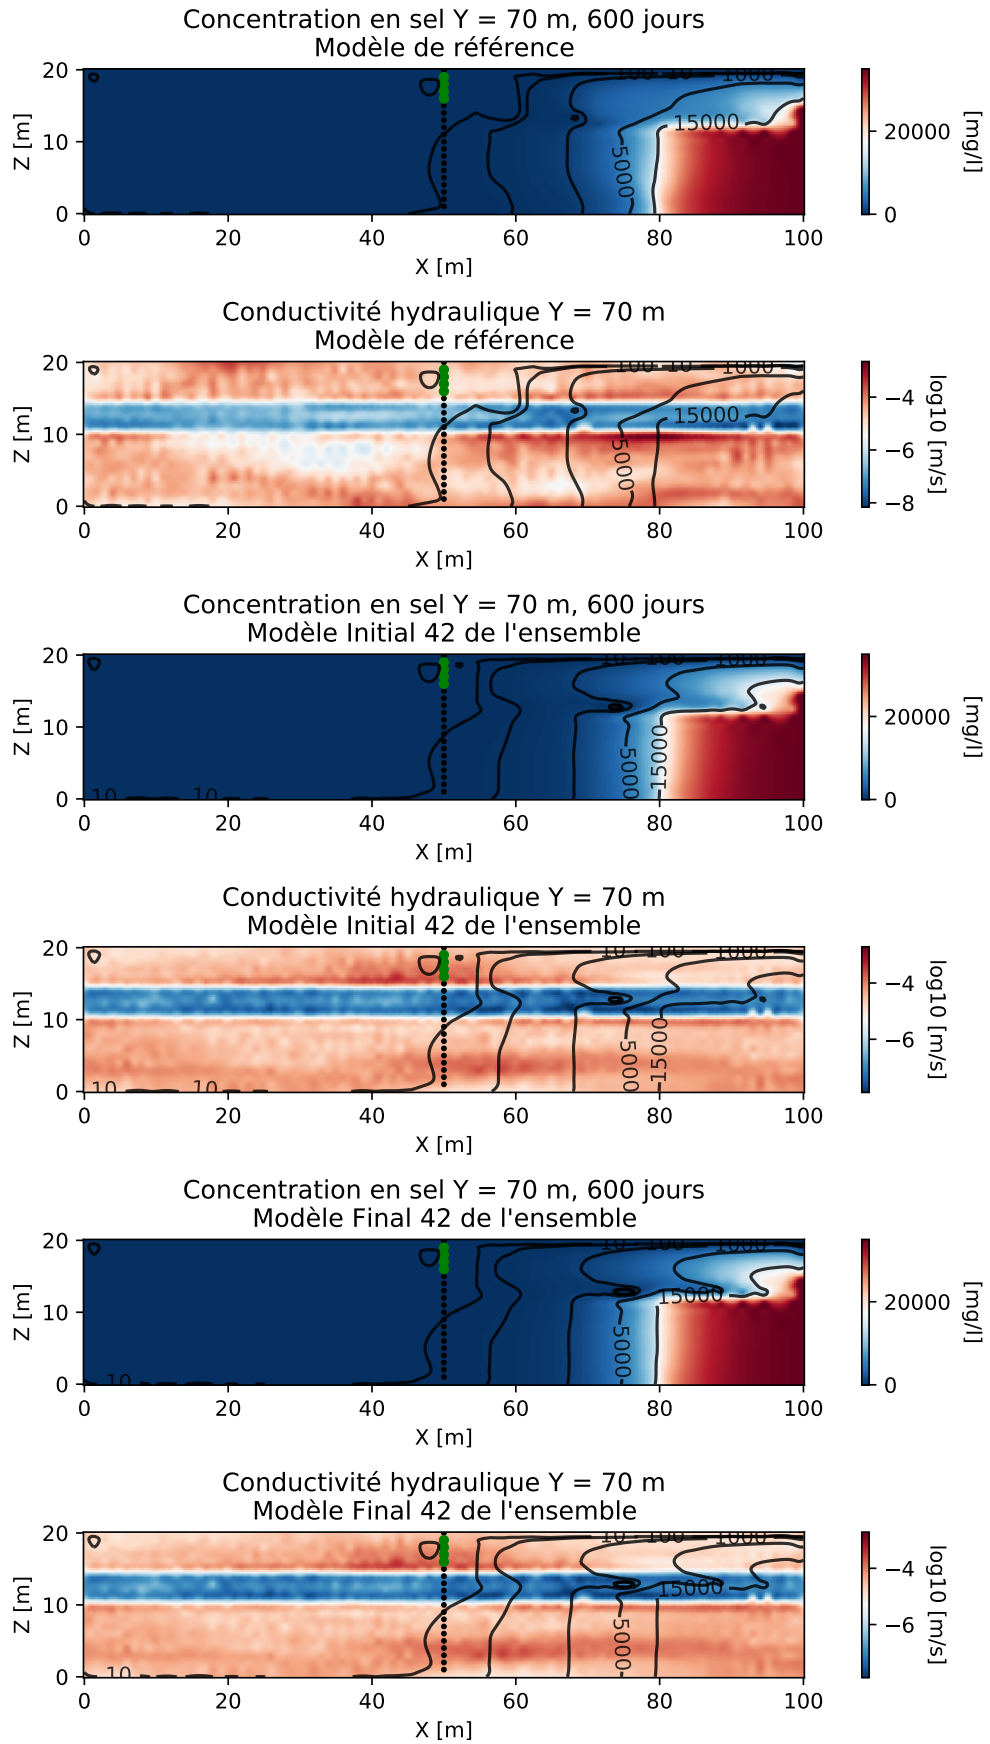 Concentration en sel Y = 70 m, 600 jours
Modèle de référence
20
10
0
Z [m]
100 10 1000
15000
5000
0 20 40 60 80 100
X [m]
20000
0
[mg/l]
Conductivité hydraulique Y = 70 m
Modèle de référence
20
10
0
Z [m]
100 10 1000
15000
5000
0 20 40 60 80 100
X [m]
−4
−6
−8
log10 [m/s]
Concentration en sel Y = 70 m, 600 jours
Modèle Initial 42 de l'ensemble
20
10
0
Z [m]
10 100 1000
5000
15000
10 10
0 20 40 60 80 100
X [m]
20000
0
[mg/l]
Conductivité hydraulique Y = 70 m
Modèle Initial 42 de l'ensemble
20
10
0
Z [m]
10 100 1000
5000
15000
10 10
0 20 40 60 80 100
X [m]
−4
−6
log10 [m/s]
Concentration en sel Y = 70 m, 600 jours
Modèle Final 42 de l'ensemble
20
10
0
Z [m]
10 100 1000
15000
5000
10
0 20 40 60 80 100
X [m]
20000
0
[mg/l]
Conductivité hydraulique Y = 70 m
Modèle Final 42 de l'ensemble
20
10
0
Z [m]
10 100 1000
15000
5000
10
0 20 40 60 80 100
X [m]
−4
−6
log10 [m/s]